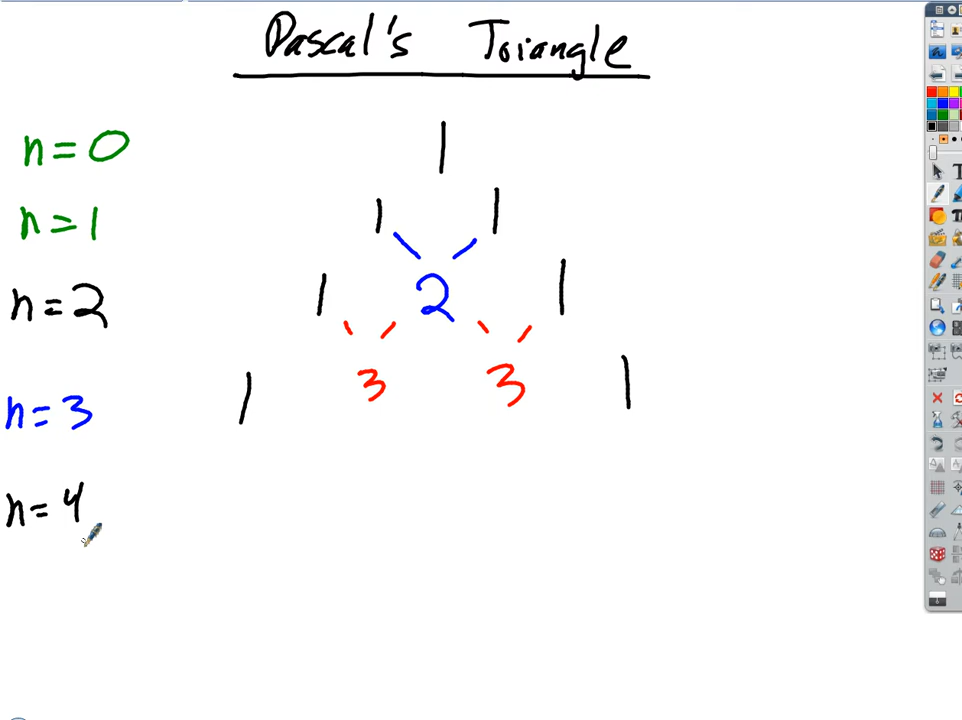 Pascal's Triangle
n=0 1
n=1 1 1
n=2 1 2 1
n=3 1 3 3 1
n=4